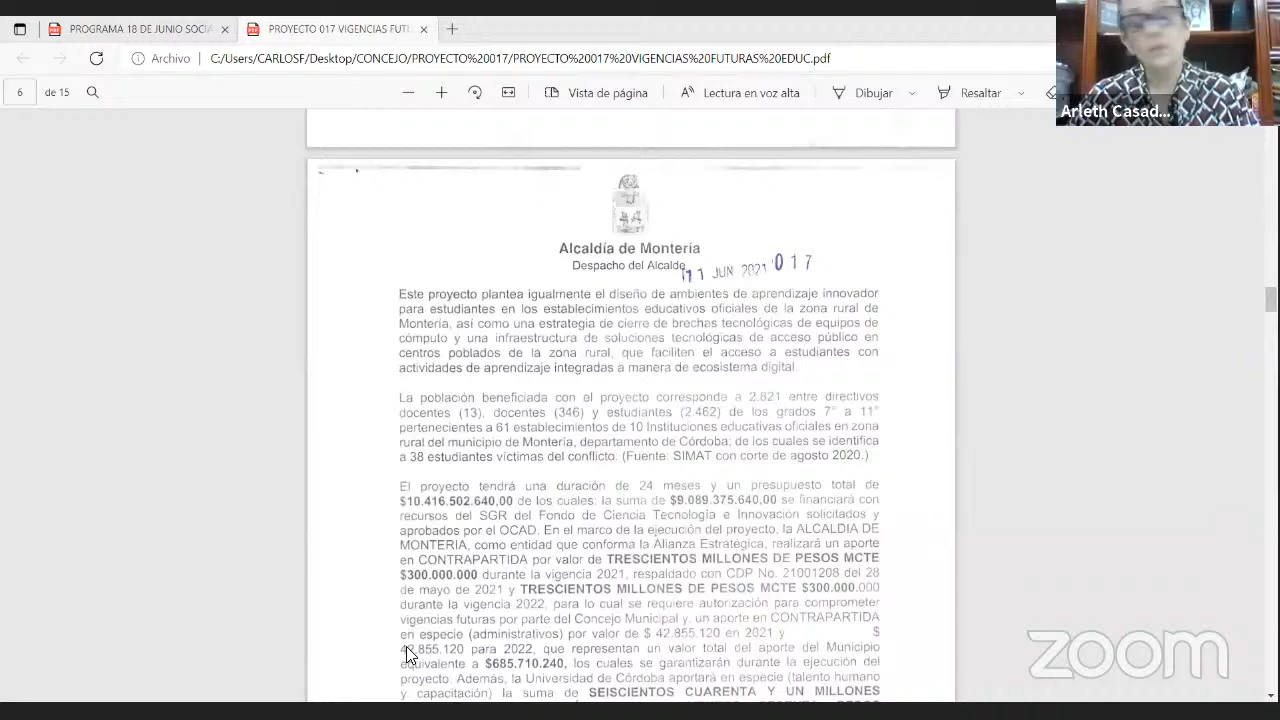 PROGRAMA 18 DE JUNIO SOCIA
PROYECTO 017 VIGENCIAS FUTU
Archivo
C:/Users/CARLOSF/Desktop/CONCEJO/PROYECTO%20017/PROYECTO%20017%20VIGENCIAS%20FUTURAS%20EDUC.pdf
6 de 15
Vista de página
Lectura en voz alta
Dibujar
Resaltar
Arleth Casad...
Alcaldía de Montería
Despacho del Alcalde
11 JUN 2021 017
Este proyecto plantea igualmente el diseño de ambientes de aprendizaje innovador
para estudiantes en los establecimientos educativos oficiales de la zona rural de
Montería, así como una estrategia de cierre de brechas tecnológicas de equipos de
cómputo y una infraestructura de soluciones tecnológicas de acceso público en
centros poblados de la zona rural, que faciliten el acceso a estudiantes con
actividades de aprendizaje integradas a manera de ecosistema digital.
La población beneficiada con el proyecto corresponde a 2.821 entre directivos
docentes (13), docentes (346) y estudiantes (2.462) de los grados 7° a 11°
pertenecientes a 61 establecimientos de 10 Instituciones educativas oficiales en zona
rural del municipio de Montería, departamento de Córdoba; de los cuales se identifica
a 38 estudiantes víctimas del conflicto. (Fuente: SIMAT con corte de agosto 2020.)
El proyecto tendrá una duración de 24 meses y un presupuesto total de
$10.416.502.640,00 de los cuales: la suma de $9.089.375.640,00 se financiará con
recursos del SGR del Fondo de Ciencia Tecnología e Innovación solicitados y
aprobados por el OCAD. En el marco de la ejecución del proyecto, la ALCALDIA DE
MONTERIA, como entidad que conforma la Alianza Estratégica, realizará un aporte
en CONTRAPARTIDA por valor de TRESCIENTOS MILLONES DE PESOS MCTE
$300.000.000 durante la vigencia 2021, respaldado con CDP No. 21001208 del 28
de mayo de 2021 y TRESCIENTOS MILLONES DE PESOS MCTE $300.000.000
durante la vigencia 2022, para lo cual se requiere autorización para comprometer
vigencias futuras por parte del Concejo Municipal y, un aporte en CONTRAPARTIDA
en especie (administrativos) por valor de $ 42.855.120 en 2021 y $
42.855.120 para 2022, que representan un valor total del aporte del Municipio
equivalente a $685.710.240, los cuales se garantizarán durante la ejecución del
proyecto. Además, la Universidad de Córdoba aportará en especie (talento humano
y capacitación) la suma de SEISCIENTOS CUARENTA Y UN MILLONES
zoom